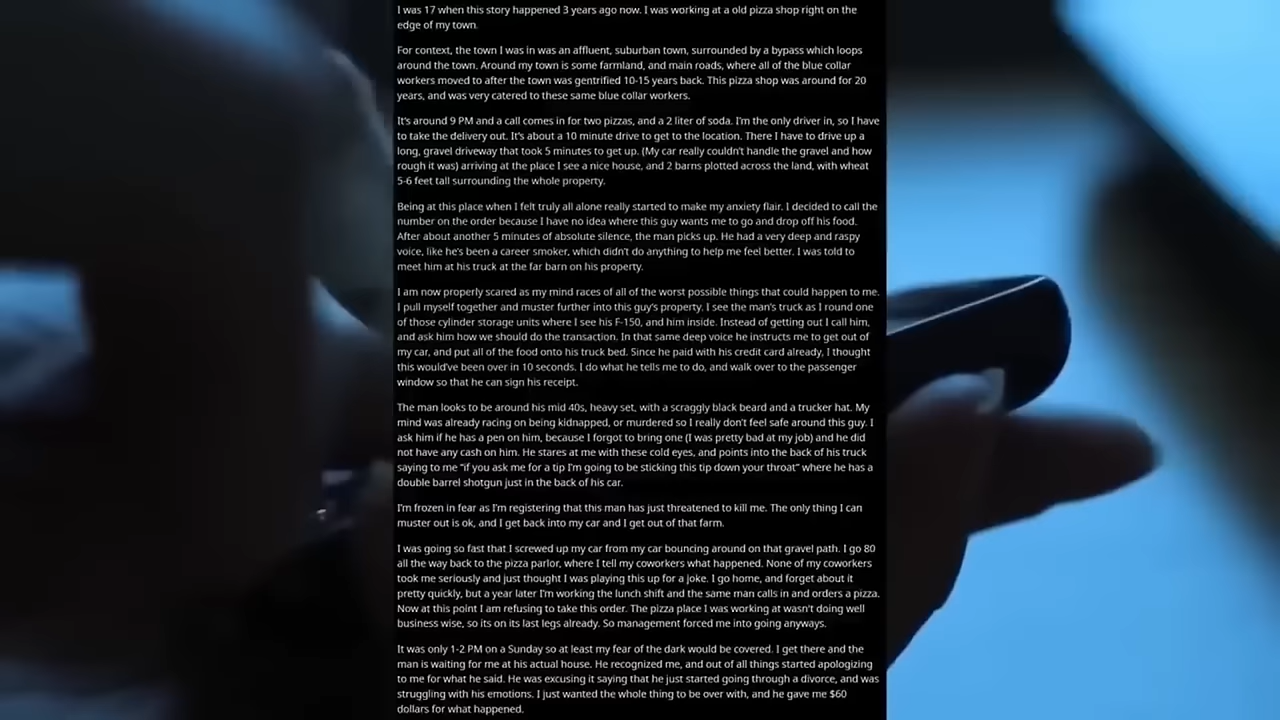 I was 17 when this story happened 3 years ago now. I was working at a old pizza shop right on the
edge of my town.
For context, the town I was in was an affluent, suburban town, surrounded by a bypass which loops
around the town. Around my town is some farmland, and main roads, where all of the blue collar
workers moved to after the town was gentrified 10-15 years back. This pizza shop was around for 20
years, and was very catered to these same blue collar workers.
It's around 9 PM and a call comes in for two pizzas, and a 2 liter of soda. I'm the only driver in, so I have
to take the delivery out. It's about a 10 minute drive to get to the location. There I have to drive up a
long, gravel driveway that took 5 minutes to get up. (My car really couldn't handle the gravel and how
rough it was) arriving at the place I see a nice house, and 2 barns plotted across the land, with wheat
5-6 feet tall surrounding the whole property.
Being at this place when I felt truly all alone really started to make my anxiety flair. I decided to call the
number on the order because I have no idea where this guy wants me to go and drop off his food.
After about another 5 minutes of absolute silence, the man picks up. He had a very deep and raspy
voice, like he's been a career smoker, which didn't do anything to help me feel better. I was told to
meet him at his truck at the far barn on his property.
I am now properly scared as my mind races of all of the worst possible things that could happen to me.
I pull myself together and muster further into this guy's property. I see the man's truck as I round one
of those cylinder storage units where I see his F-150, and him inside. Instead of getting out I call him,
and ask him how we should do the transaction. In that same deep voice he instructs me to get out of
my car, and put all of the food onto his truck bed. Since he paid with his credit card already, I thought
this would've been over in 10 seconds. I do what he tells me to do, and walk over to the passenger
window so that he can sign his receipt.
The man looks to be around his mid 40s, heavy set, with a scraggly black beard and a trucker hat. My
mind was already racing on being kidnapped, or murdered so I really don't feel safe around this guy. I
ask him if he has a pen on him, because I forgot to bring one (I was pretty bad at my job) and he did
not have any cash on him. He stares at me with these cold eyes, and points into the back of his truck
saying to me "if you ask me for a tip I'm going to be sticking this tip down your throat" where he has a
double barrel shotgun just in the back of his car.
I'm frozen in fear as I'm registering that this man has just threatened to kill me. The only thing I can
muster out is ok, and I get back into my car and I get out of that farm.
I was going so fast that I screwed up my car from my car bouncing around on that gravel path. I go 80
all the way back to the pizza parlor, where I tell my coworkers what happened. None of my coworkers
took me seriously and just thought I was playing this up for a joke. I go home, and forget about it
pretty quickly, but a year later I'm working the lunch shift and the same man calls in and orders a pizza.
Now at this point I am refusing to take this order. The pizza place I was working at wasn't doing well
business wise, so its on its last legs already. So management forced me into going anyways.
It was only 1-2 PM on a Sunday so at least my fear of the dark would be covered. I get there and the
man is waiting for me at his actual house. He recognized me, and out of all things started apologizing
to me for what he said. He was excusing it saying that he just started going through a divorce, and was
struggling with his emotions. I just wanted the whole thing to be over with, and he gave me $60
dollars for what happened.